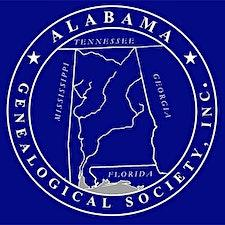 ALABAMA
TENNESSEE
MISSISSIPPI
GEORGIA
FLORIDA
GENEALOGICAL SOCIETY, INC.